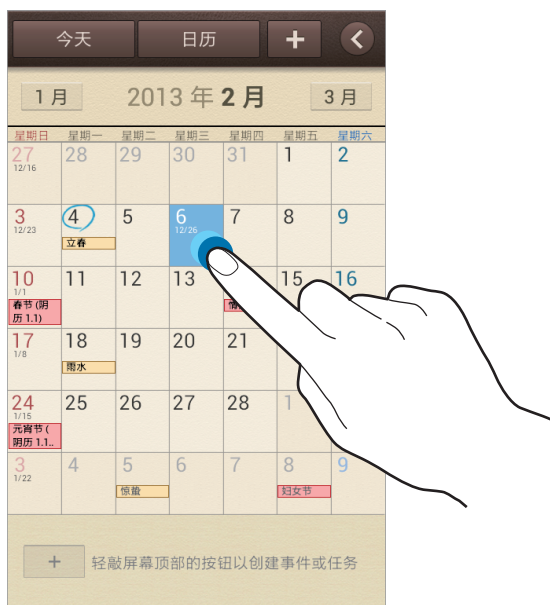 今天 日历 +
1月 2013年2月 3月
星期日 星期一 星期二 星期三 星期四 星期五 星期六
27 28 29 30 31 1 2
12/16
3 4 5 6 7 8 9
12/23 12/26
立春
10 11 12 13 15 16
1/1
春节(阴
历 1.1)
情
17 18 19 20 21
1/8
雨水
24 25 26 27 28 1
1/15
元宵节(
阴历 1.1..
3 4 5 6 7 8 9
1/22
惊蛰 妇女节
+ 轻敲屏幕顶部的按钮以创建事件或任务